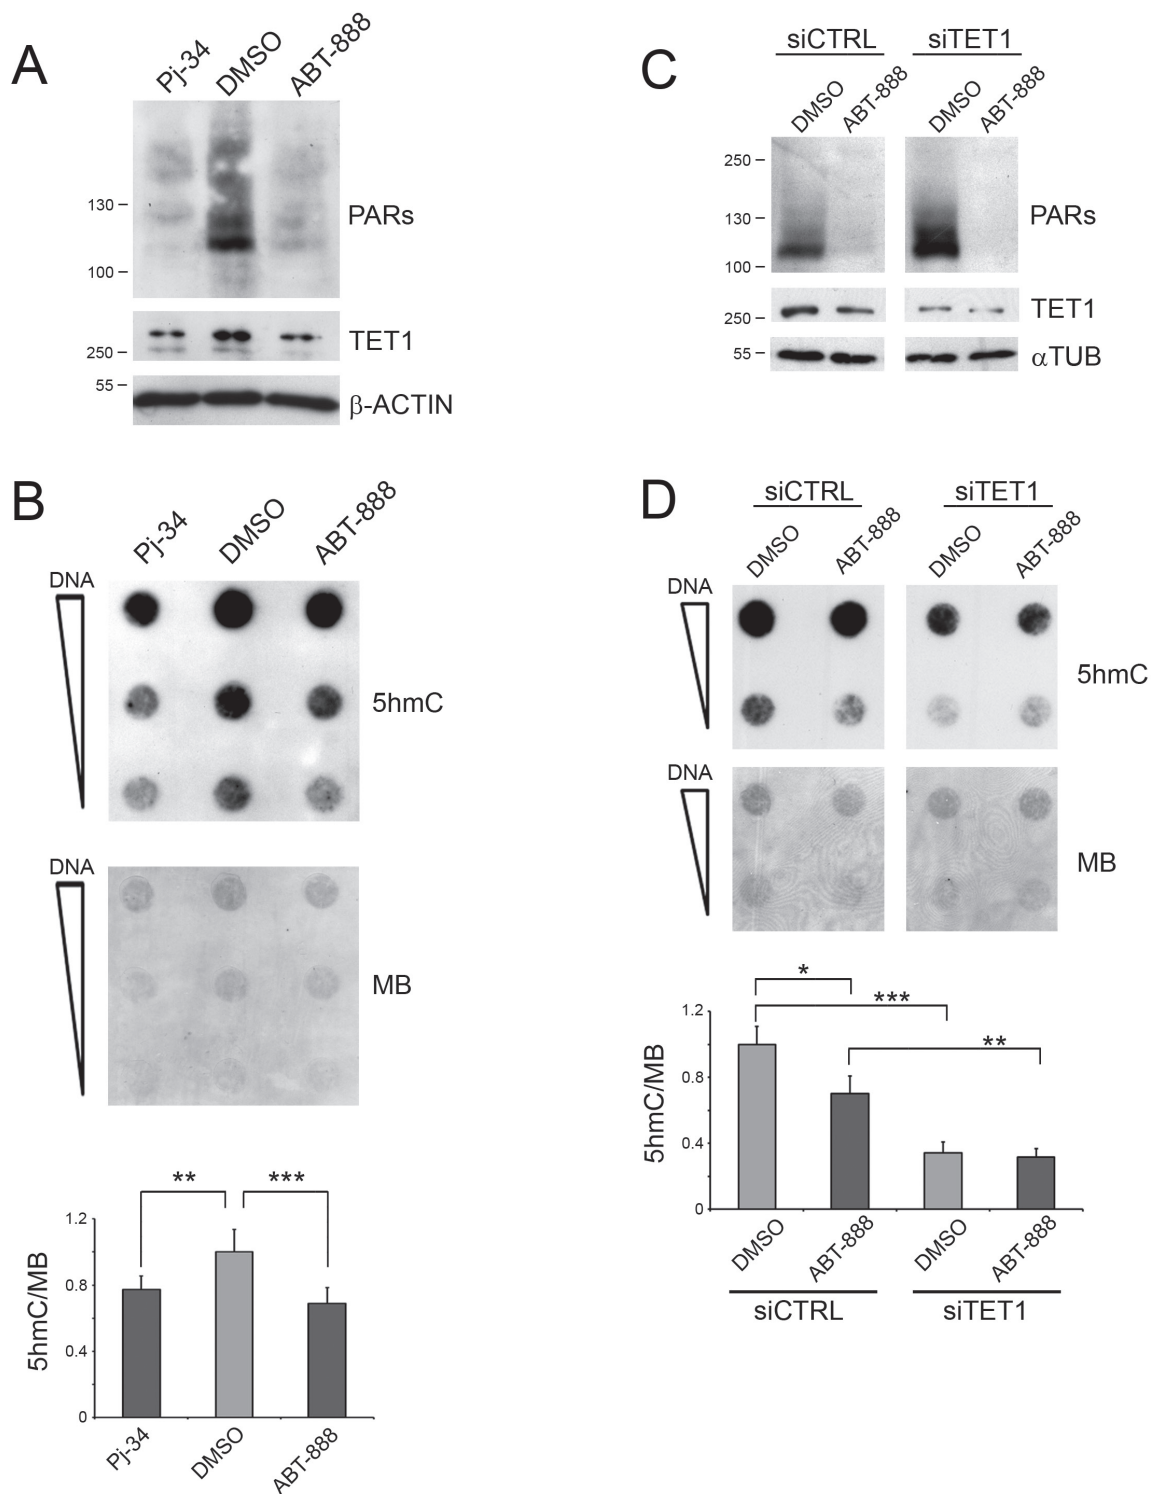 A
Pj-34 DMSO ABT-888
130
100
PARs
250
TET1
55
β-ACTIN
B
Pj-34 DMSO ABT-888
DNA
5hmC
DNA
MB
** ***
5hmC/MB
1.2
0.8
0.4
0
Pj-34 DMSO ABT-888
C
siCTRL siTET1
DMSO ABT-888 DMSO ABT-888
250
130
100
PARs
250
TET1
55
αTUB
D
siCTRL siTET1
DMSO ABT-888 DMSO ABT-888
DNA
5hmC
DNA
MB
*
***
**
5hmC/MB
1.2
0.8
0.4
0
DMSO ABT-888 DMSO ABT-888
siCTRL siTET1